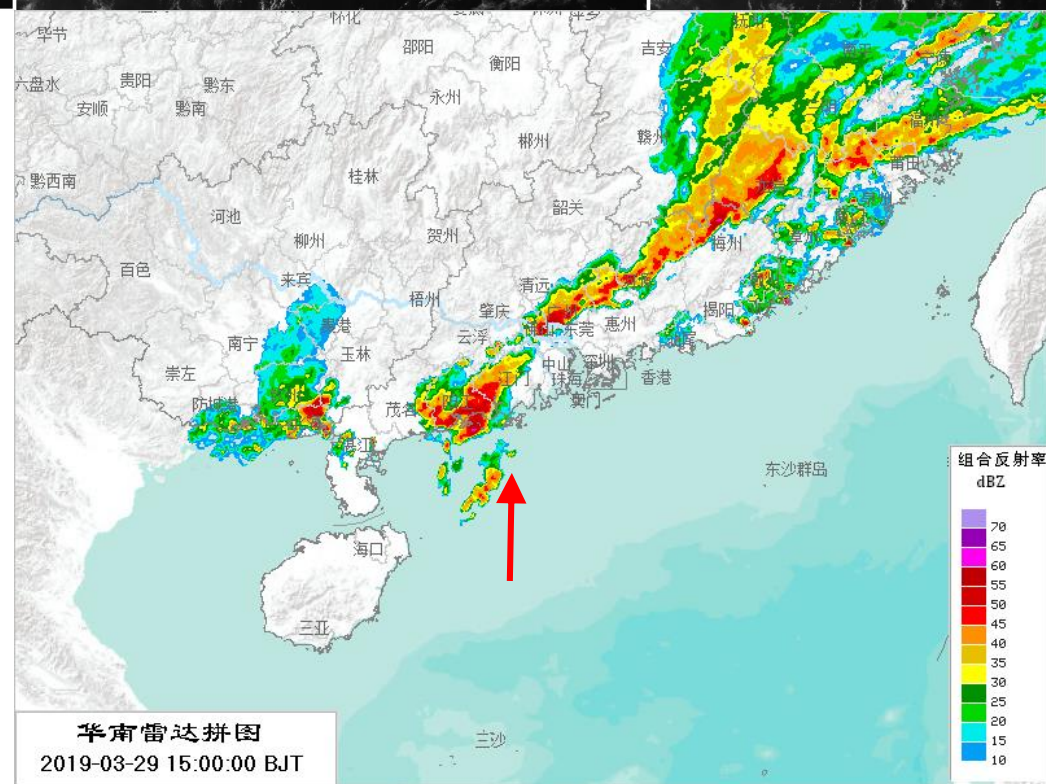 怀化
毕节
邵阳
吉安
衡阳
六盘水
贵阳
黔东
安顺
黔南
永州
郴州
赣州
莆田
黔西南
桂林
韶关
河池
柳州
贺州
梅州
百色
来宾
清远
梧州
肇庆
揭阳
贵港
云浮
东莞
惠州
南宁
玉林
中山
深圳
崇左
江门
珠海
香港
防城港
茂名
澳门
湛江
东沙群岛
海口
三亚
三沙
组合反射率
dBZ
70
65
60
55
50
45
40
35
30
25
20
15
10
华南雷达拼图
2019-03-29 15:00:00 BJT